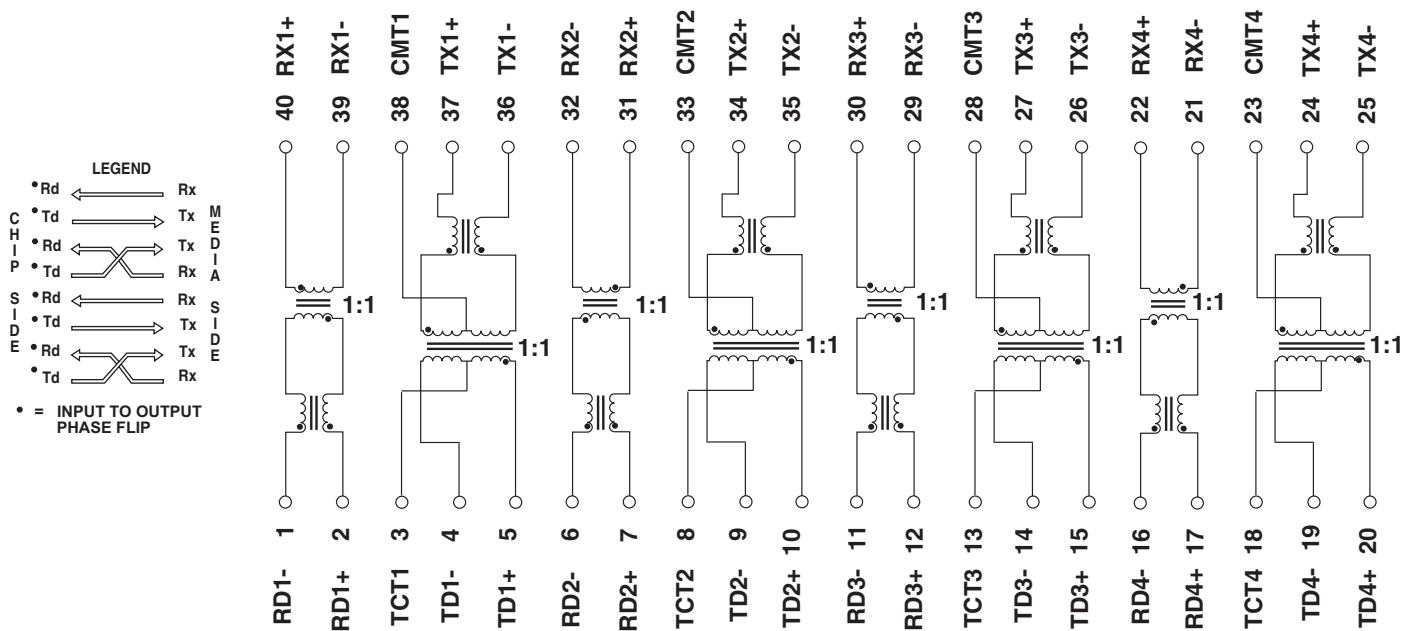 RX1+ RX1- CMT1 TX1+ TX1- RX2- RX2+ CMT2 TX2+ TX2- RX3+ RX3- CMT3 TX3+ TX3- RX4+ RX4- CMT4 TX4+ TX4-
40 39 38 37 36 32 31 33 34 35 30 29 28 27 26 22 21 23 24 25
LEGEND
•Rd Rx
•Td Tx
•Rd Tx
•Td Rx
•Rd Rx
•Td Tx
•Rd Tx
•Td Rx
CHIP SIDE
MEDIA SIDE
• = INPUT TO OUTPUT
PHASE FLIP
1:1 1:1 1:1 1:1 1:1 1:1 1:1 1:1
1 2 3 4 5 6 7 8 9 10 11 12 13 14 15 16 17 18 19 20
RD1- RD1+ TCT1 TD1- TD1+ RD2- RD2+ TCT2 TD2- TD2+ RD3- RD3+ TCT3 TD3- TD3+ RD4- RD4+ TCT4 TD4- TD4+